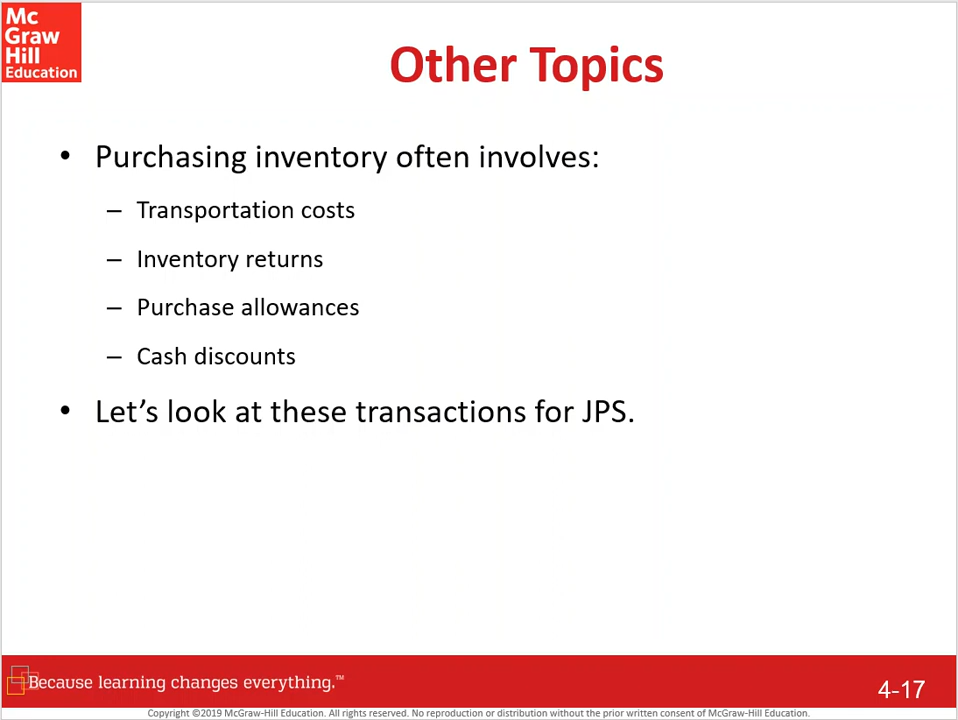 Mc
Graw
Hill
Education
Other Topics
• Purchasing inventory often involves:
– Transportation costs
– Inventory returns
– Purchase allowances
– Cash discounts
• Let’s look at these transactions for JPS.
Because learning changes everything.™
4-17
Copyright ©2019 McGraw-Hill Education. All rights reserved. No reproduction or distribution without the prior written consent of McGraw-Hill Education.